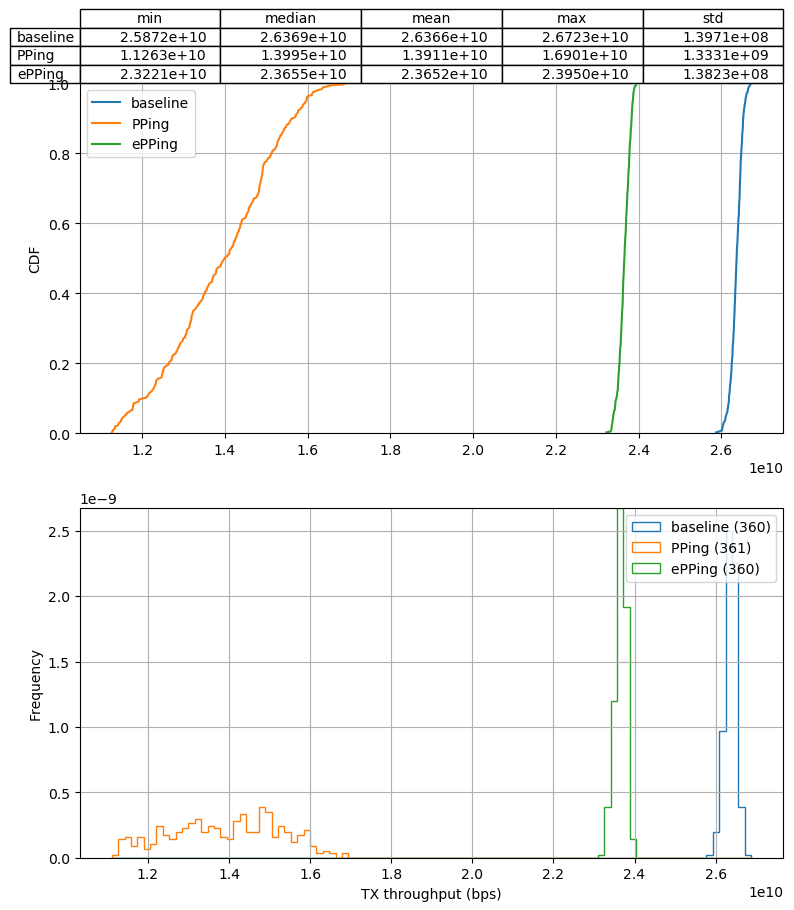 min median mean max std
baseline 2.5872e+10 2.6369e+10 2.6366e+10 2.6723e+10 1.3971e+08
PPing 1.1263e+10 1.3995e+10 1.3911e+10 1.6901e+10 1.3331e+09
ePPing 2.3221e+10 2.3655e+10 2.3652e+10 2.3950e+10 1.3823e+08
1.0
baseline
PPing
ePPing
0.8
0.6
CDF
0.4
0.2
0.0
1.2 1.4 1.6 1.8 2.0 2.2 2.4 2.6
1e10
1e−9
baseline (360)
PPing (361)
ePPing (360)
2.5
2.0
1.5
Frequency
1.0
0.5
0.0
1.2 1.4 1.6 1.8 2.0 2.2 2.4 2.6
TX throughput (bps)
1e10